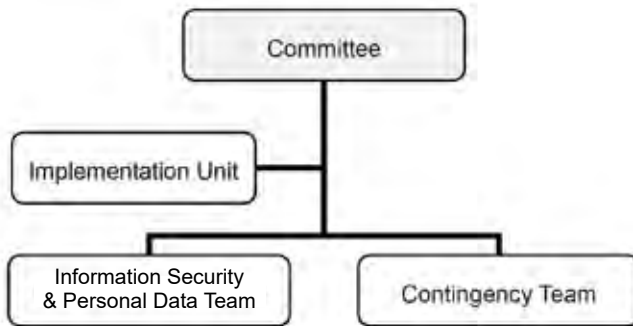 Committee
Implementation Unit
Information Security
& Personal Data Team
Contingency Team